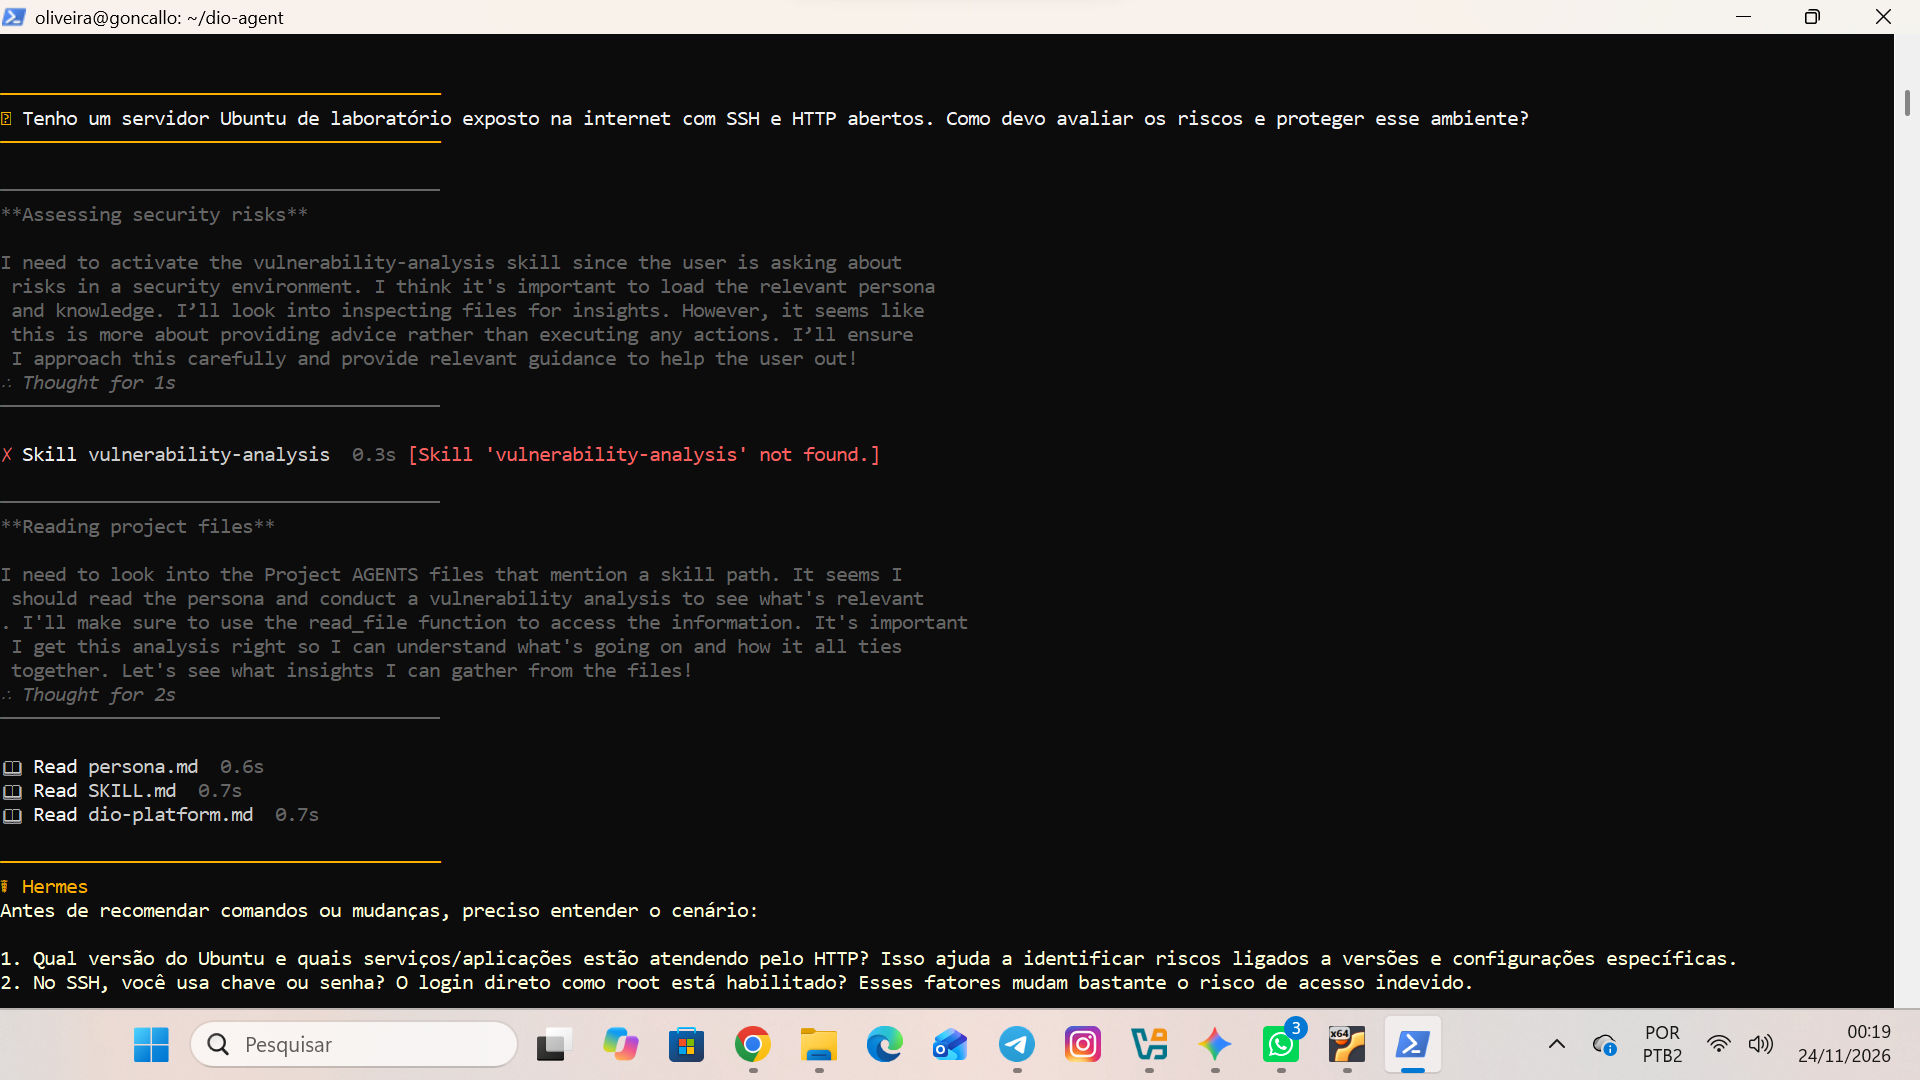 oliveira@goncallo: ~/dio-agent
Tenho um servidor Ubuntu de laboratório exposto na internet com SSH e HTTP abertos. Como devo avaliar os riscos e proteger esse ambiente?
**Assessing security risks**
I need to activate the vulnerability-analysis skill since the user is asking about
risks in a security environment. I think it's important to load the relevant persona
and knowledge. I’ll look into inspecting files for insights. However, it seems like
this is more about providing advice rather than executing any actions. I’ll ensure
I approach this carefully and provide relevant guidance to help the user out!
∴ Thought for 1s
✗ Skill vulnerability-analysis 0.3s [Skill 'vulnerability-analysis' not found.]
**Reading project files**
I need to look into the Project AGENTS files that mention a skill path. It seems I
should read the persona and conduct a vulnerability analysis to see what's relevant
. I'll make sure to use the read_file function to access the information. It's important
I get this analysis right so I can understand what's going on and how it all ties
together. Let's see what insights I can gather from the files!
∴ Thought for 2s
Read persona.md 0.6s
Read SKILL.md 0.7s
Read dio-platform.md 0.7s
Hermes
Antes de recomendar comandos ou mudanças, preciso entender o cenário:
1. Qual versão do Ubuntu e quais serviços/aplicações estão atendendo pelo HTTP? Isso ajuda a identificar riscos ligados a versões e configurações específicas.
2. No SSH, você usa chave ou senha? O login direto como root está habilitado? Esses fatores mudam bastante o risco de acesso indevido.
Pesquisar
3
x64
POR
PTB2
00:19
24/11/2026